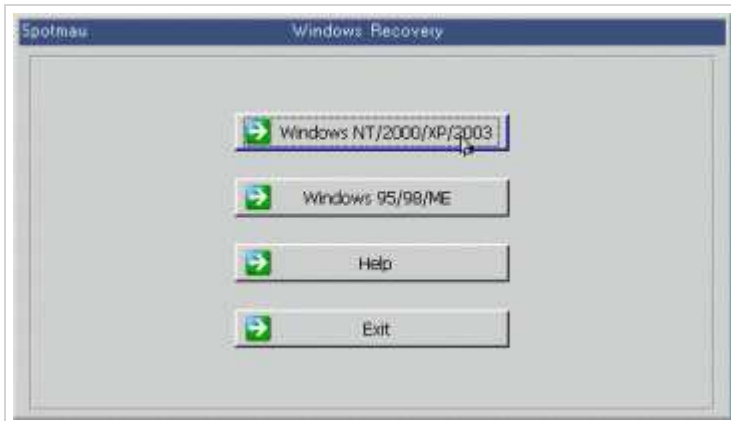 Spotmau Windows Recovery
Windows NT/2000/XP/2003
Windows 95/98/ME
Help
Exit